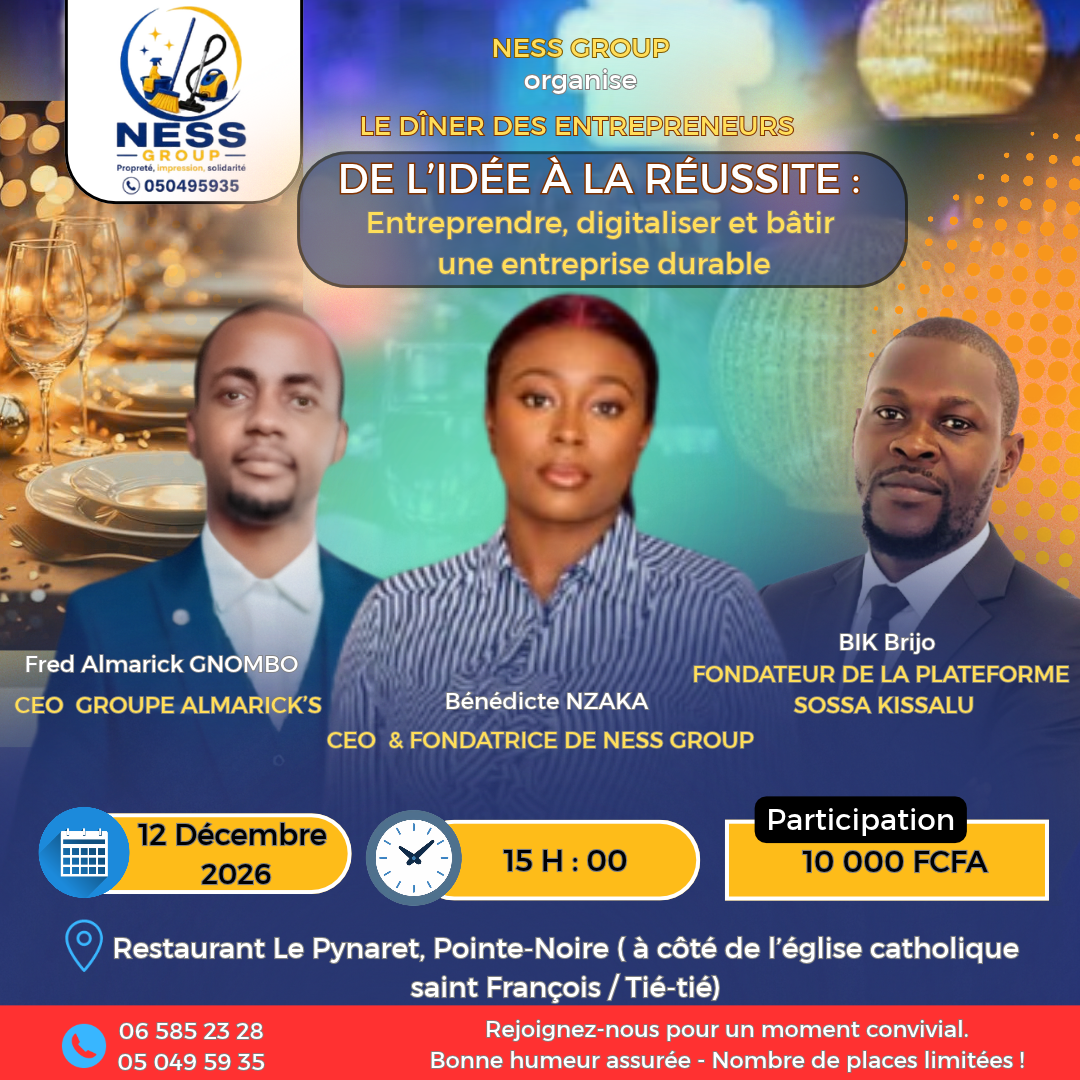 NESS
GROUP
Propreté, impression, solidarité
050495935
NESS GROUP
organise
LE DÎNER DES ENTREPRENEURS
DE L’IDÉE À LA RÉUSSITE :
Entreprendre, digitaliser et bâtir
une entreprise durable
Fred Almarick GNOMBO
CEO GROUPE ALMARICK’S
Bénédicte NZAKA
CEO & FONDATRICE DE NESS GROUP
BIK Brijo
FONDATEUR DE LA PLATEFORME
SOSSA KISSALU
12 Décembre
2026
15 H : 00
Participation
10 000 FCFA
Restaurant Le Pynaret, Pointe-Noire ( à côté de l’église catholique
saint François / Tié-tié)
06 585 23 28
05 049 59 35
Rejoignez-nous pour un moment convivial.
Bonne humeur assurée - Nombre de places limitées !